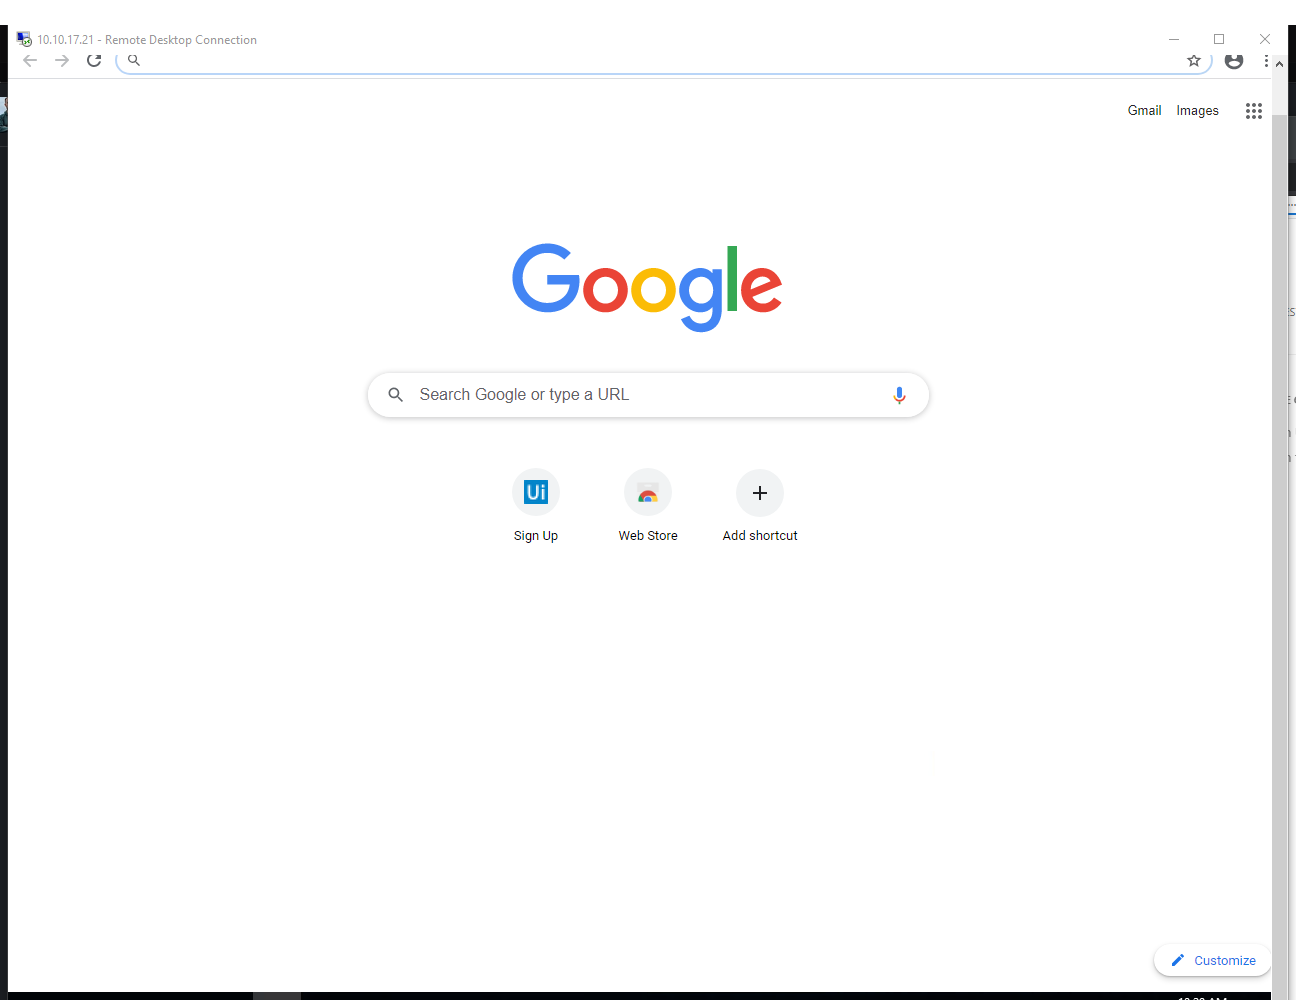 10.10.17.21 - Remote Desktop Connection
Gmail Images
Google
Search Google or type a URL
Ui
Sign Up
Web Store
Add shortcut
Customize